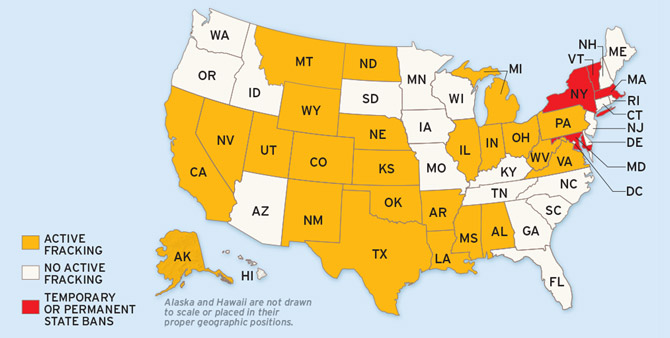 WA
OR
ID
MT
ND
MN
WI
MI
NH
VT
ME
MA
RI
CT
NJ
DE
MD
DC
NY
PA
SD
WY
NE
IA
IL
IN
OH
WV
VA
NV
UT
CO
KS
MO
KY
CA
AZ
NM
OK
AR
TN
NC
SC
TX
LA
MS
AL
GA
FL
AK
HI
ACTIVE
FRACKING
NO ACTIVE
FRACKING
TEMPORARY
OR PERMANENT
STATE BANS
Alaska and Hawaii are not drawn
to scale or placed in their
proper geographic positions.